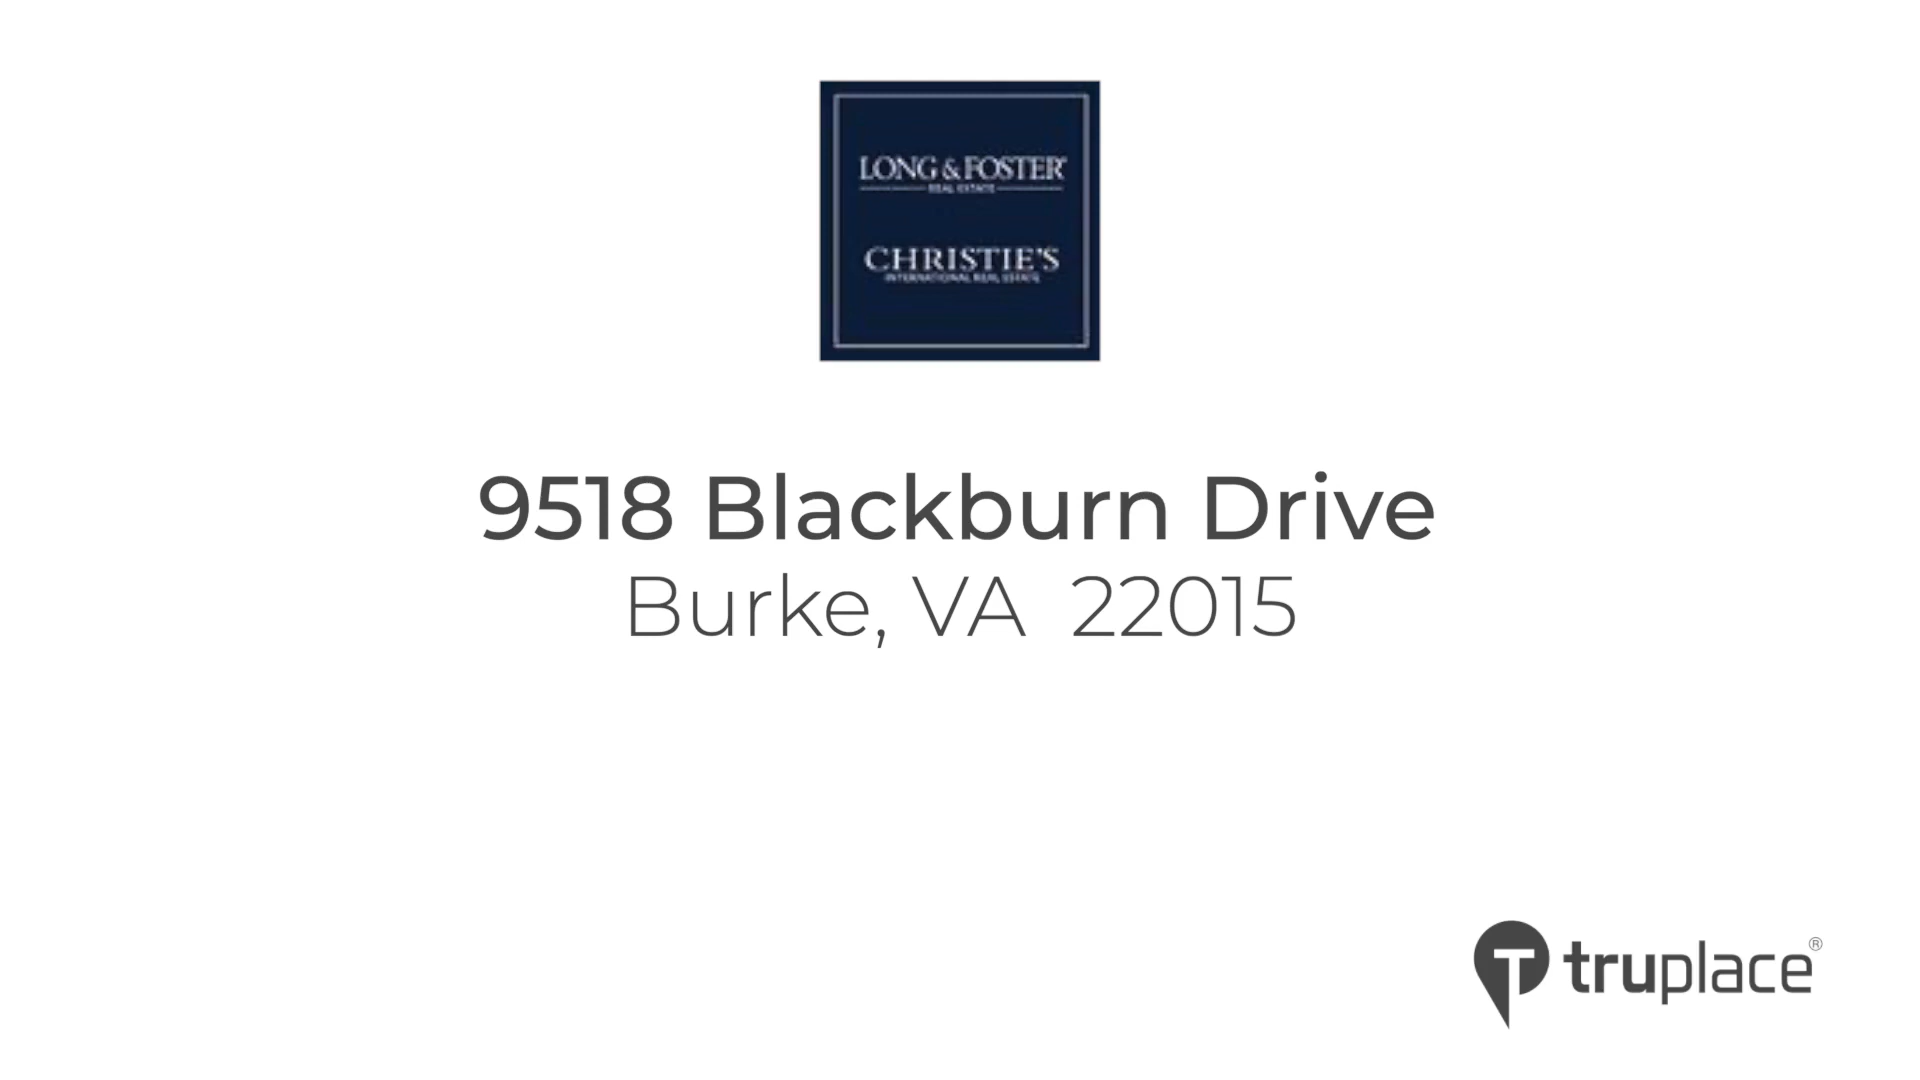 LONG & FOSTER
REAL ESTATE
CHRISTIE'S
INTERNATIONAL REAL ESTATE
9518 Blackburn Drive
Burke, VA 22015
truplace®